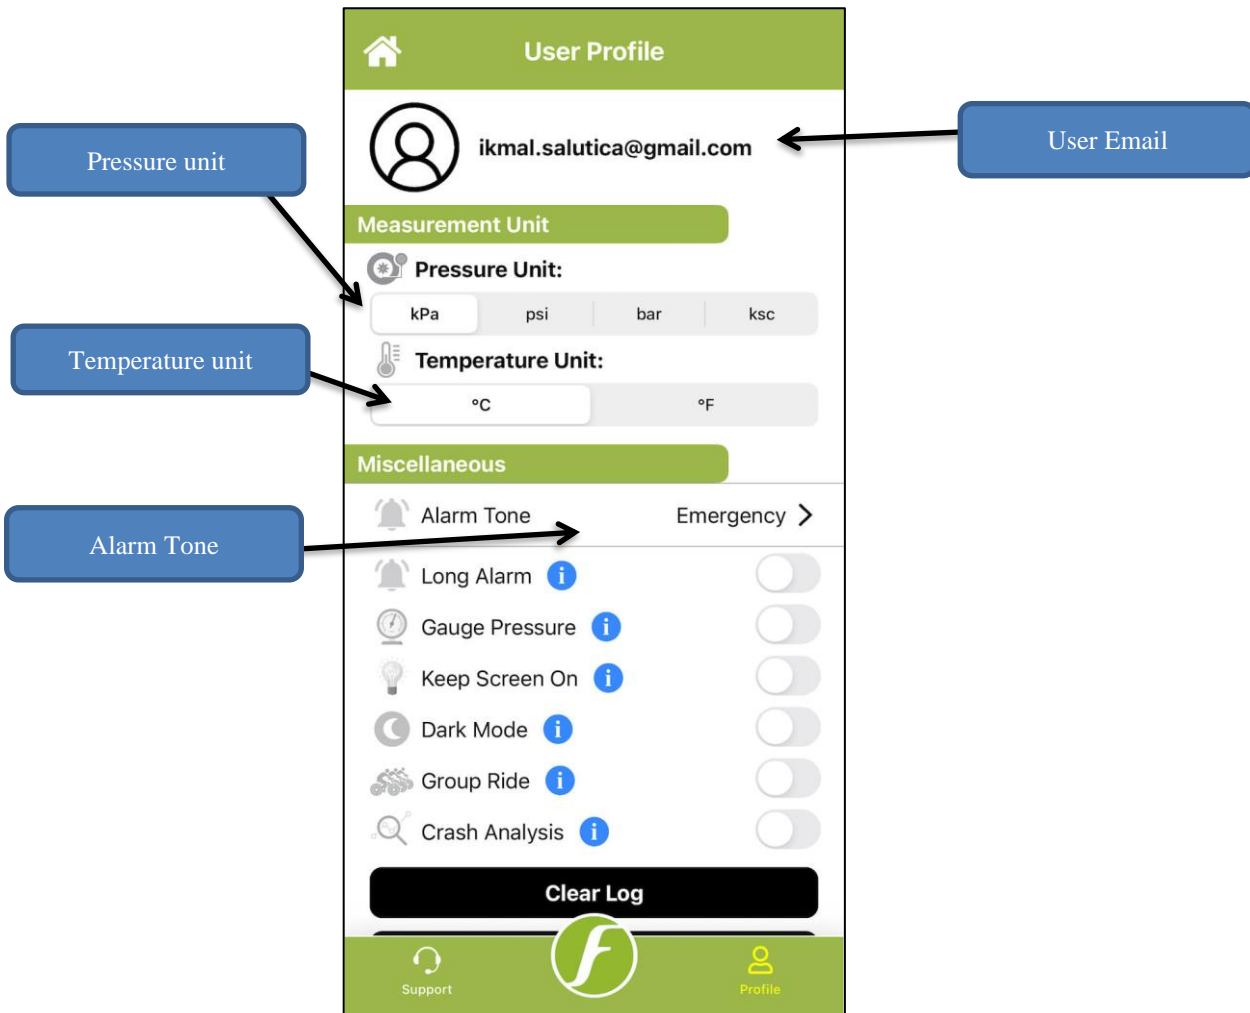 User Profile
ikmal.salutica@gmail.com
User Email
Pressure unit
Measurement Unit
Pressure Unit:
kPa psi bar ksc
Temperature unit
Temperature Unit:
°C °F
Miscellaneous
Alarm Tone
Alarm Tone Emergency
Long Alarm i
Gauge Pressure i
Keep Screen On i
Dark Mode i
Group Ride i
Crash Analysis i
Clear Log
f
Support Profile